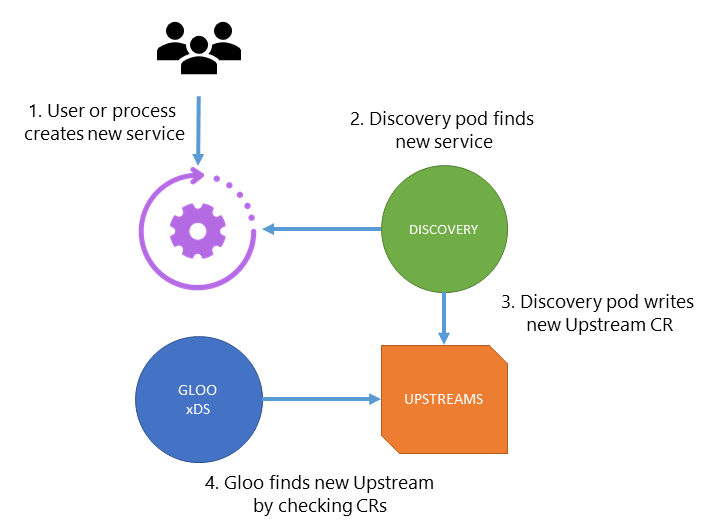 1. User or process
creates new service
2. Discovery pod finds
new service
DISCOVERY
3. Discovery pod writes
new Upstream CR
GLOO
xDS
UPSTREAMS
4. Gloo finds new Upstream
by checking CRs